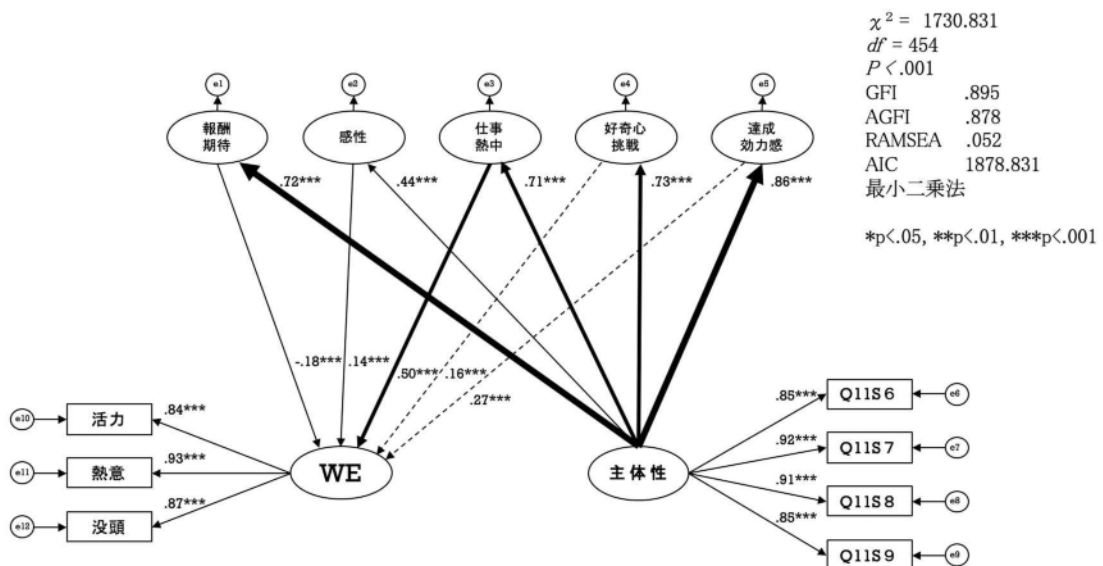 χ² = 1730.831
df = 454
P < .001
GFI .895
AGFI .878
RAMSEA .052
AIC 1878.831
最小二乗法
*p<.05, **p<.01, ***p<.001
e1
e2
e3
e4
e5
報酬
期待
感性
仕事
熱中
好奇心
挑戦
達成
効力感
.72***
.44***
.71***
.73***
.86***
-.18***
.14***
.50***
.16***
.27***
e10
活力
.84***
e11
熱意
.93***
e12
没頭
.87***
WE
主体性
.85***
Q11S6
e6
.92***
Q11S7
e7
.91***
Q11S8
e8
.85***
Q11S9
e9